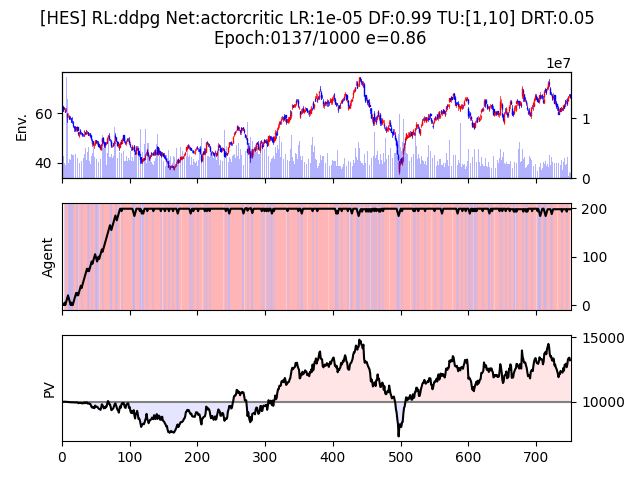 [HES] RL:ddpg Net:actorcritic LR:1e-05 DF:0.99 TU:[1,10] DRT:0.05
Epoch:0137/1000 e=0.86
1e7
Env.
60
40
1
0
Agent
200
100
0
PV
15000
10000
0 100 200 300 400 500 600 700